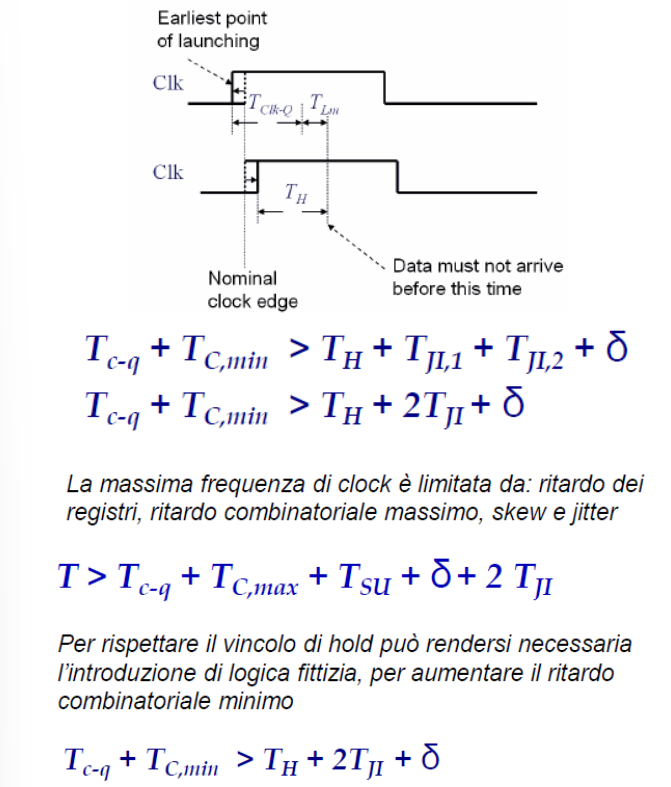 Earliest point
of launching
Clk
T_{Clk-Q} T_{Lm}
Clk
T_H
Nominal
clock edge
Data must not arrive
before this time
T_{c-q} + T_{C,min} > T_H + T_{JI,1} + T_{JI,2} + δ
T_{c-q} + T_{C,min} > T_H + 2T_{JI} + δ
La massima frequenza di clock è limitata da: ritardo dei
registri, ritardo combinatoriale massimo, skew e jitter
T > T_{c-q} + T_{C,max} + T_{SU} + δ + 2 T_{JI}
Per rispettare il vincolo di hold può rendersi necessaria
l'introduzione di logica fittizia, per aumentare il ritardo
combinatoriale minimo
T_{c-q} + T_{C,min} > T_H + 2T_{JI} + δ